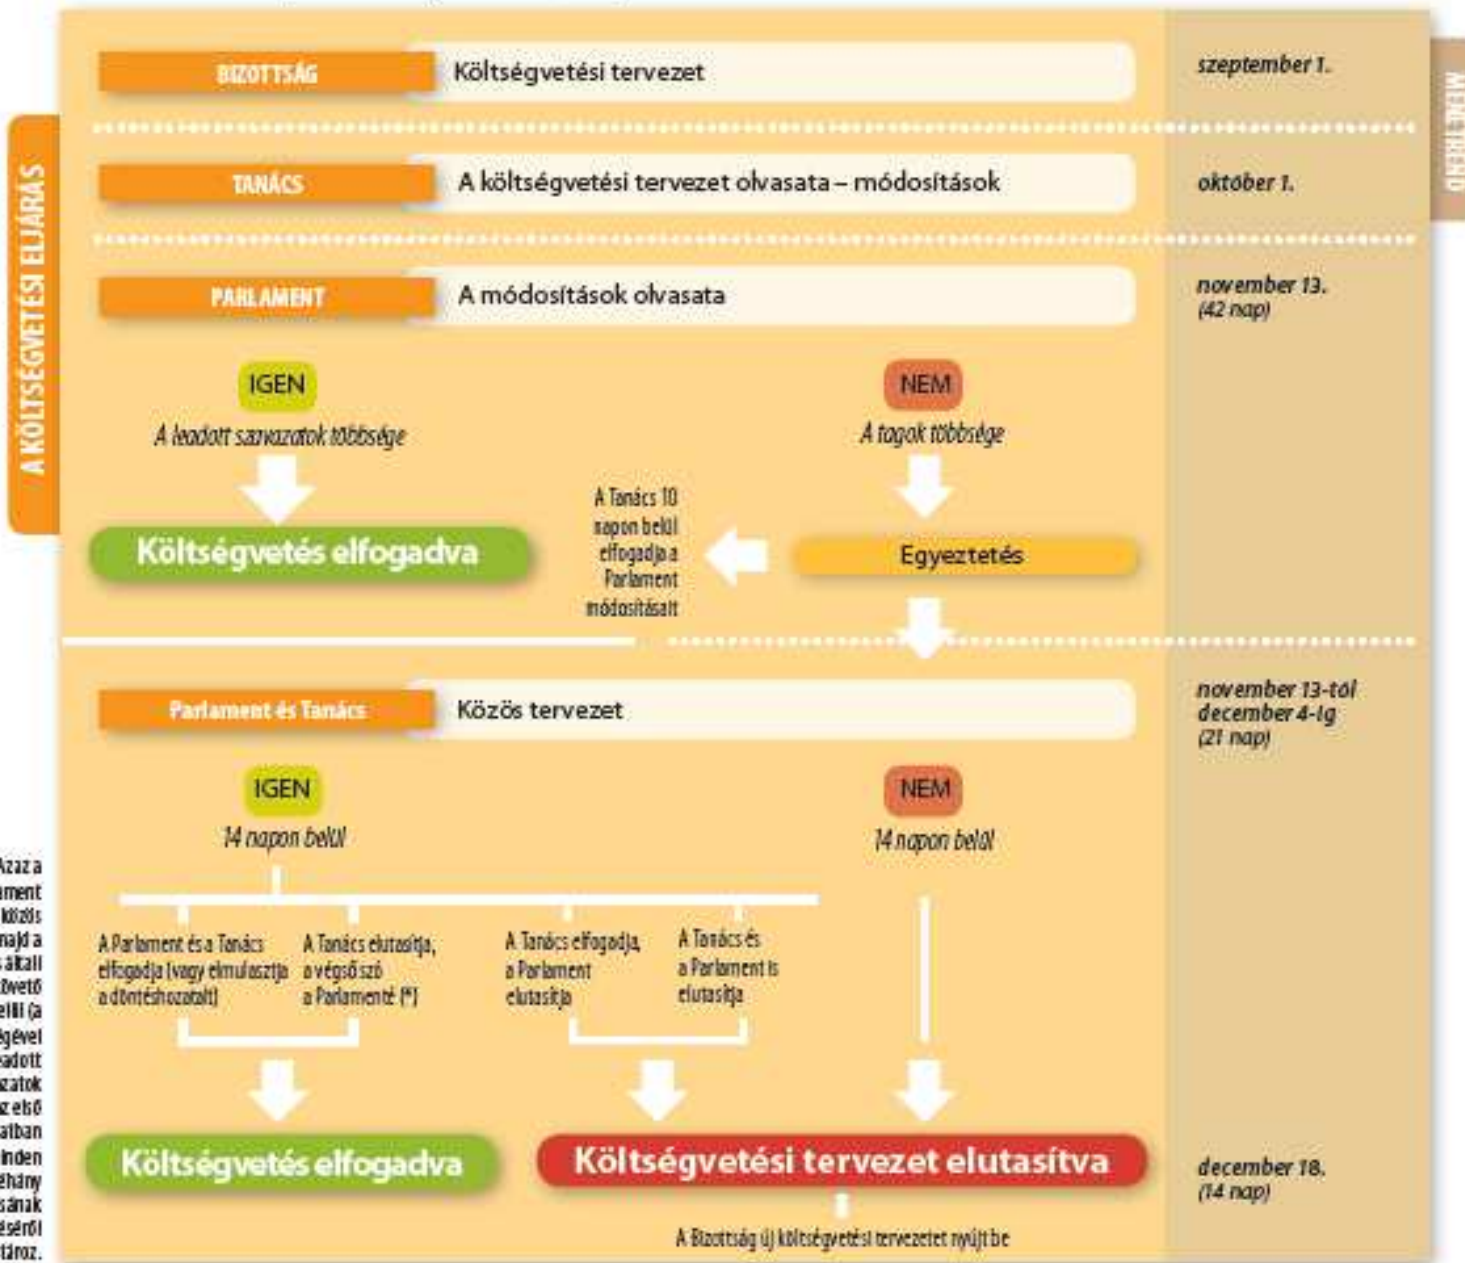 A KÖLTSÉGVETÉSI ELJÁRÁS
MENETREND
BIZOTTSÁG
Költségvetési tervezet
szeptember 1.
TANÁCS
A költségvetési tervezet olvasata – módosítások
október 1.
PARLAMENT
A módosítások olvasata
november 13.
(42 nap)
IGEN
A leadott szavazatok többsége
NEM
A tagok többsége
Költségvetés elfogadva
A Tanács 10
napon belül
elfogadja a
Parlament
módosításait
Egyeztetés
Parlament és Tanács
Közös tervezet
november 13-tól
december 4-ig
(21 nap)
IGEN
14 napon belül
NEM
14 napon belül
A Parlament és a Tanács
elfogadja (vagy elmulasztja
a döntéshozatalt)
A Tanács elutasítja,
a végső szó
a Parlamenté (*)
A Tanács elfogadja,
a Parlament
elutasítja
A Tanács és
a Parlament is
elutasítja
Költségvetés elfogadva
Költségvetési tervezet elutasítva
december 18.
(14 nap)
A Bizottság új költségvetési tervezetet nyújt be
Azaz a
közös
majd a